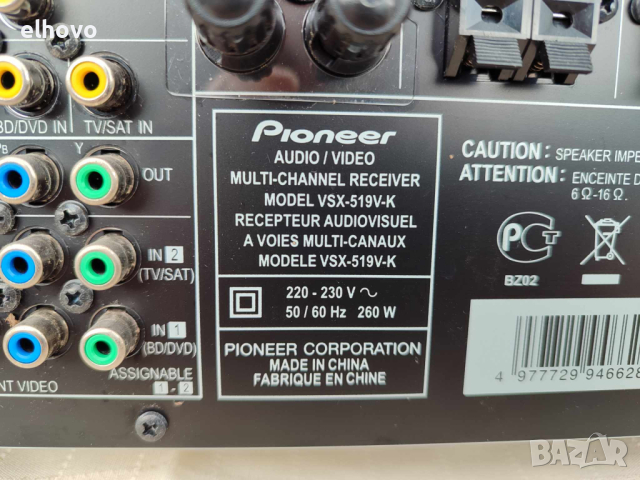 elhovo
BD/DVD IN
TV/SAT IN
B
Y
OUT
IN 2
(TV/SAT)
IN 1
(BD/DVD)
NT VIDEO
ASSIGNABLE
1 - 2
Pioneer
AUDIO / VIDEO
MULTI-CHANNEL RECEIVER
MODEL VSX-519V-K
RECEPTEUR AUDIOVISUEL
A VOIES MULTI-CANAUX
MODELE VSX-519V-K
220 - 230 V ~
50 / 60 Hz 260 W
PIONEER CORPORATION
MADE IN CHINA
FABRIQUE EN CHINE
CAUTION: SPEAKER IMPE
ATTENTION: ENCEINTE D
6 Ω-16 Ω.
PCT
BZ02
4 977729 946628
bazar